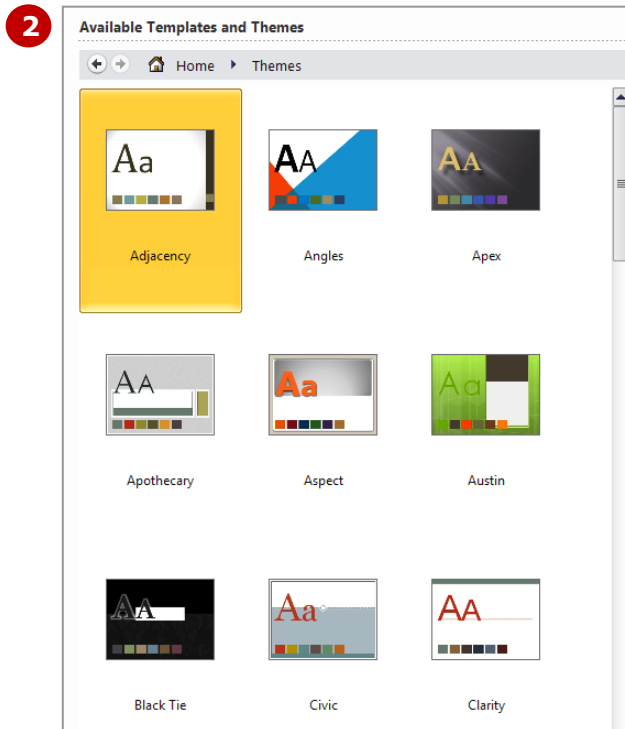 2
Available Templates and Themes
Home Themes
Aa AA AA
Adjacency Angles Apex
AA Aa Aa
Apothecary Aspect Austin
AA Aa AA
Black Tie Civic Clarity